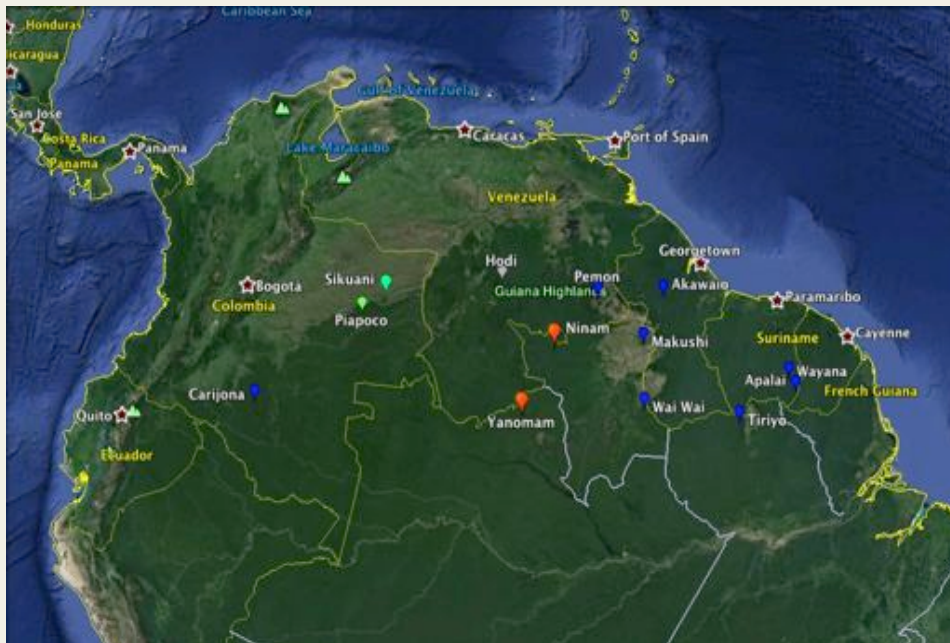 Caribbean Sea
Honduras
Nicaragua
San Jose
Costa Rica
Panama
Panama
Gulf of Venezuela
Lake Maracaibo
Caracas
Port of Spain
Venezuela
Georgetown
Hodi
Pemon
Akawaio
Guiana Highlands
Sikuani
Bogotá
Colombia
Piapoco
Paramaribo
Ninam
Makushi
Suriname
Cayenne
Wayana
Apalai
French Guiana
Carijona
Yanomam
Wai Wai
Tiriyó
Quito
Ecuador